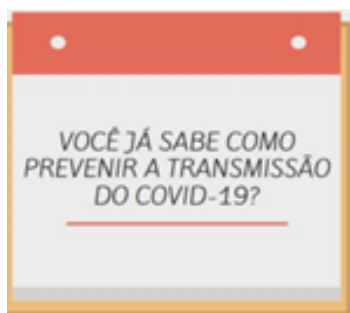 VOCÊ JÁ SABE COMO
PREVENIR A TRANSMISSÃO
DO COVID-19?